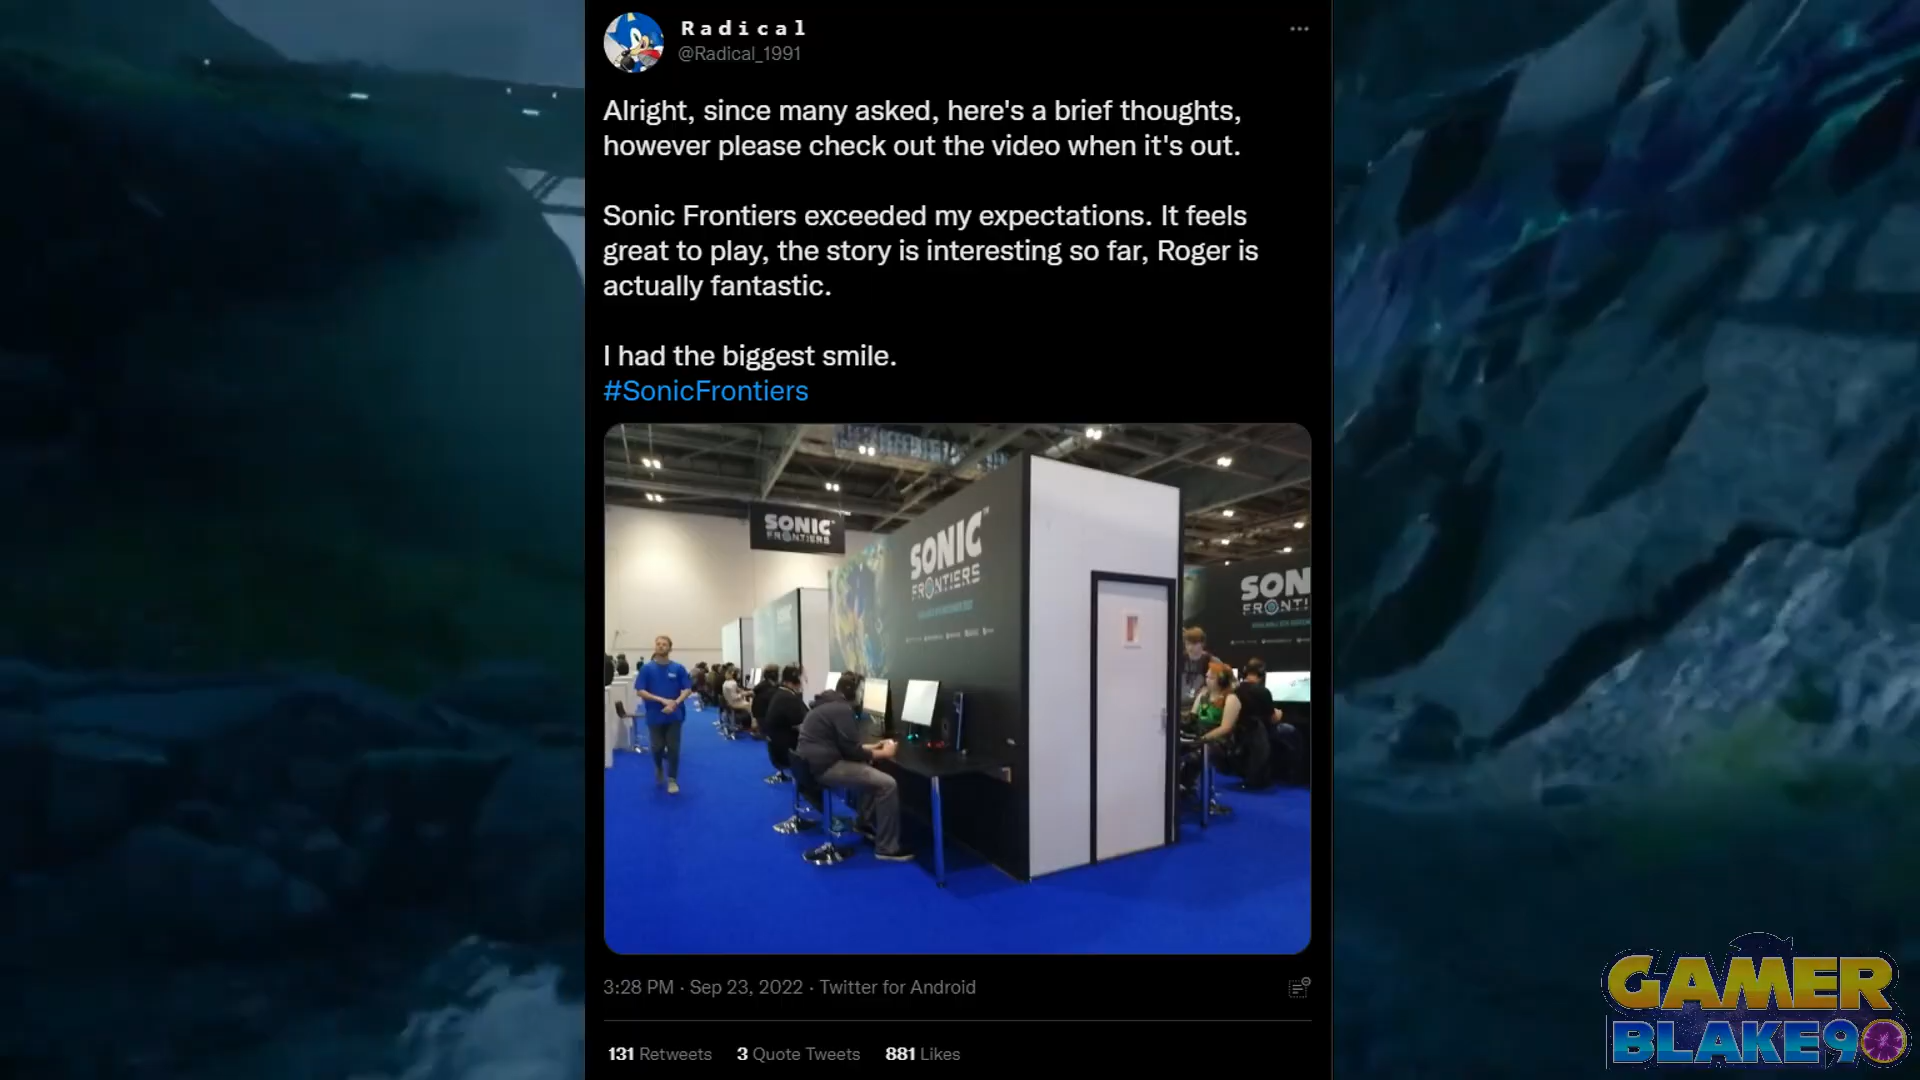 Radical
@Radical_1991
Alright, since many asked, here's a brief thoughts,
however please check out the video when it's out.
Sonic Frontiers exceeded my expectations. It feels
great to play, the story is interesting so far, Roger is
actually fantastic.
I had the biggest smile.
#SonicFrontiers
SONIC
FRONTIERS
SONIC™
FRONTIERS
SON
FRONTI
3:28 PM · Sep 23, 2022 · Twitter for Android
131 Retweets 3 Quote Tweets 881 Likes
GAMER
BLAKE90